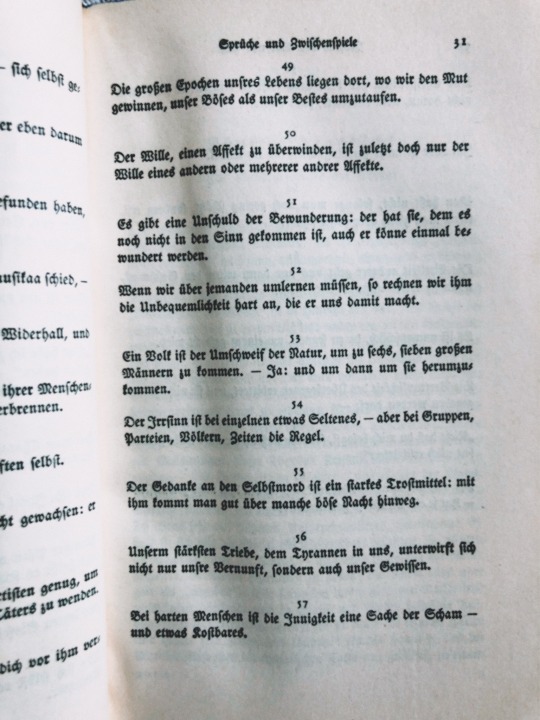 — sich selbst ge-
er eben darum
efunden haben,
usikaa schied, –
Widerhall, und
ihrer Menschen-
erbrennen.
ften selbst.
ht gewachsen: er
rtisten genug, um
Täters zu wenden.
dich vor ihm ver-
Sprüche und Zwischenspiele 31
49
Die großen Epochen unsres Lebens liegen dort, wo wir den Mut
gewinnen, unser Böses als unser Bestes umzutaufen.
50
Der Wille, einen Affekt zu überwinden, ist zuletzt doch nur der
Wille eines andern oder mehrerer andrer Affekte.
51
Es gibt eine Unschuld der Bewunderung: der hat sie, dem es
noch nicht in den Sinn gekommen ist, auch er könne einmal be-
wundert werden.
52
Wenn wir über jemanden umlernen müssen, so rechnen wir ihm
die Unbequemlichkeit hart an, die er uns damit macht.
53
Ein Volk ist der Umschweif der Natur, um zu sechs, sieben großen
Männern zu kommen. — Ja: und um dann um sie herumzu-
kommen.
54
Der Irrsinn ist bei einzelnen etwas Seltenes, – aber bei Gruppen,
Parteien, Völkern, Zeiten die Regel.
55
Der Gedanke an den Selbstmord ist ein starkes Trostmittel: mit
ihm kommt man gut über manche böse Nacht hinweg.
56
Unserm stärksten Triebe, dem Tyrannen in uns, unterwirft sich
nicht nur unsre Vernunft, sondern auch unser Gewissen.
57
Bei harten Menschen ist die Innigkeit eine Sache der Scham —
und etwas Kostbares.